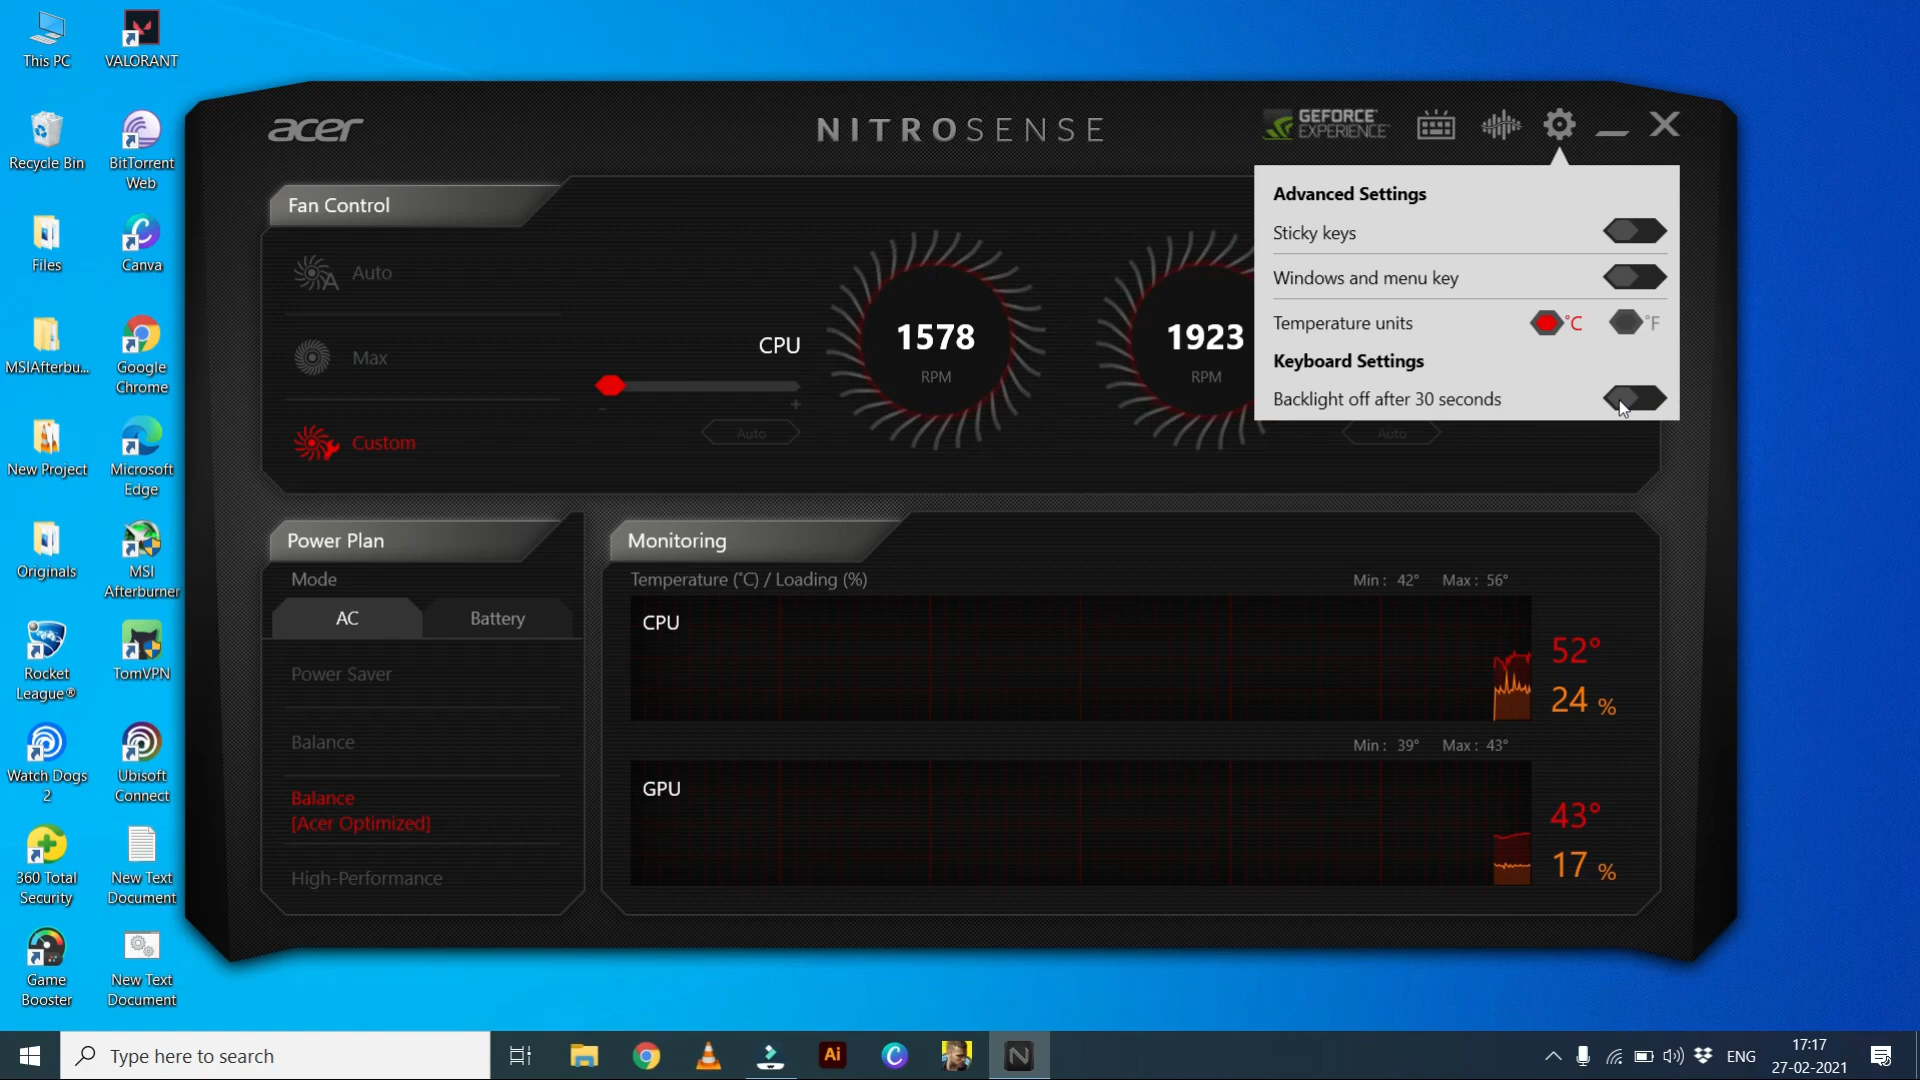 This PC
VALORANT
Recycle Bin
BitTorrent
Web
Files
Canva
MSIAfterbu...
Google
Chrome
New Project
Microsoft
Edge
Originals
MSI
Afterburner
Rocket
League®
TomVPN
Watch Dogs
2
Ubisoft
Connect
360 Total
Security
New Text
Document
Game
Booster
New Text
Document
acer
NITROSENSE
GEFORCE
EXPERIENCE
Advanced Settings
Sticky keys
Windows and menu key
Temperature units
°C
°F
Keyboard Settings
Backlight off after 30 seconds
Fan Control
Auto
Max
Custom
CPU
- +
Auto
1578
RPM
1923
RPM
Auto
Power Plan
Mode
AC
Battery
Power Saver
Balance
Balance
[Acer Optimized]
High-Performance
Monitoring
Temperature (°C) / Loading (%)
Min : 42° Max : 56°
CPU
52°
24 %
Min : 39° Max : 43°
GPU
43°
17 %
Type here to search
Ai
ENG
17:17
27-02-2021